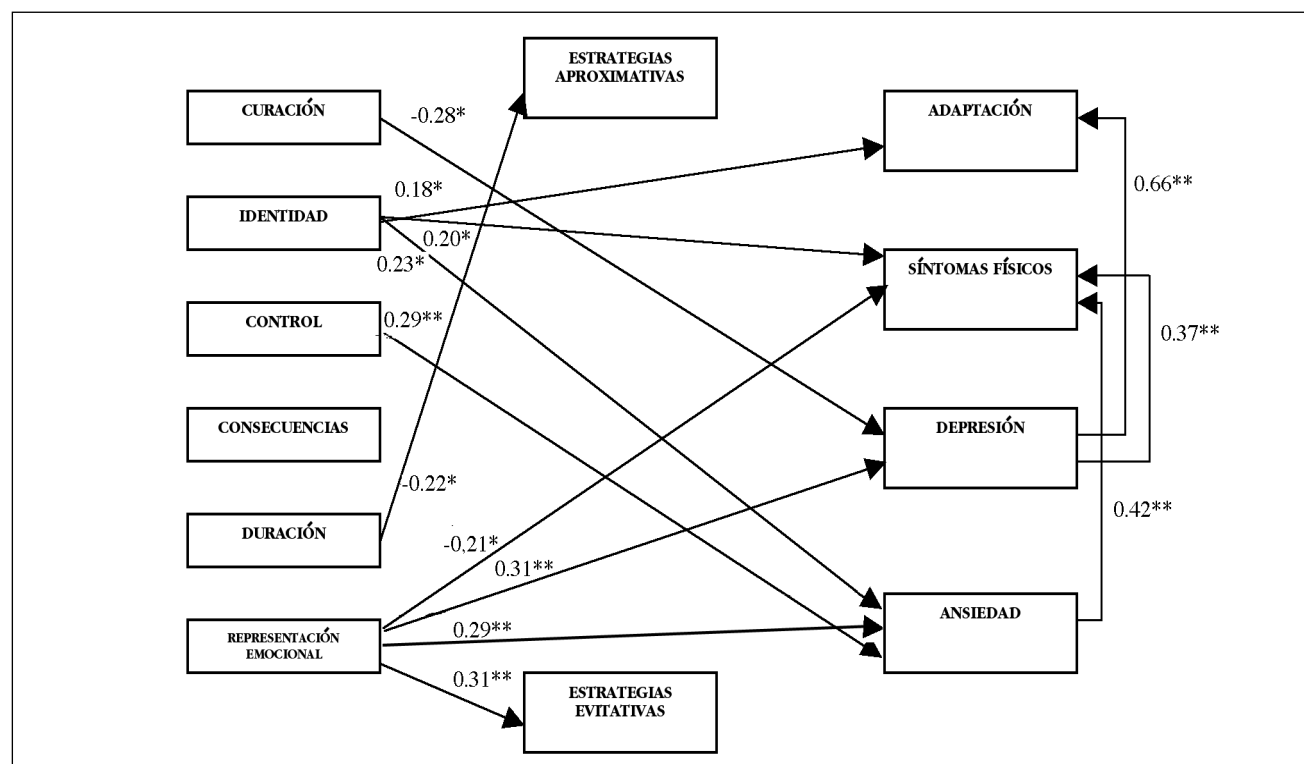 ESTRATEGIAS
APROXIMATIVAS
CURACIÓN
-0.28*
ADAPTACIÓN
0.66**
0.18*
IDENTIDAD
0.20*
0.23*
SÍNTOMAS FÍSICOS
CONTROL
0.29**
0.37**
CONSECUENCIAS
DEPRESIÓN
-0.22*
0.42**
DURACIÓN
-0,21*
0.31**
ANSIEDAD
REPRESENTACIÓN
EMOCIONAL
0.29**
0.31**
ESTRATEGIAS
EVITATIVAS